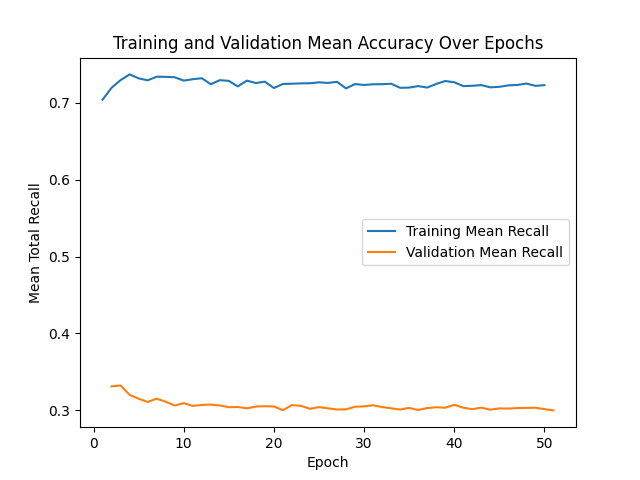 Training and Validation Mean Accuracy Over Epochs
Mean Total Recall
0.7
0.6
0.5
0.4
0.3
Training Mean Recall
Validation Mean Recall
0
10
20
30
40
50
Epoch